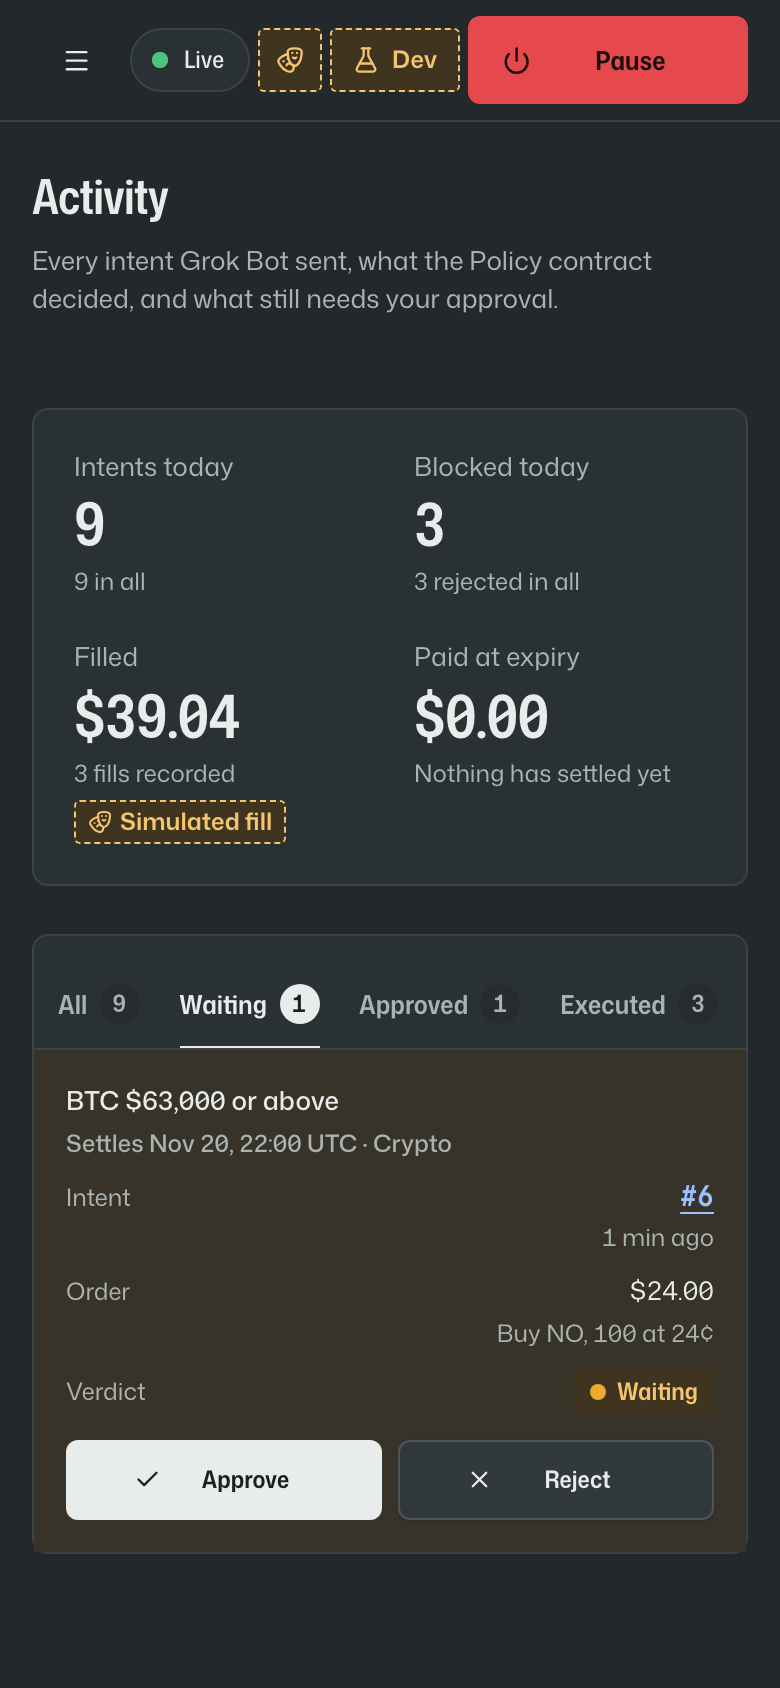 Live
Dev
Pause
Activity
Every intent Grok Bot sent, what the Policy contract
decided, and what still needs your approval.
Intents today
9
9 in all
Blocked today
3
3 rejected in all
Filled
$39.04
3 fills recorded
Simulated fill
Paid at expiry
$0.00
Nothing has settled yet
All 9
Waiting 1
Approved 1
Executed 3
BTC $63,000 or above
Settles Nov 20, 22:00 UTC · Crypto
Intent
#6
1 min ago
Order
$24.00
Buy NO, 100 at 24¢
Verdict
Waiting
Approve
Reject